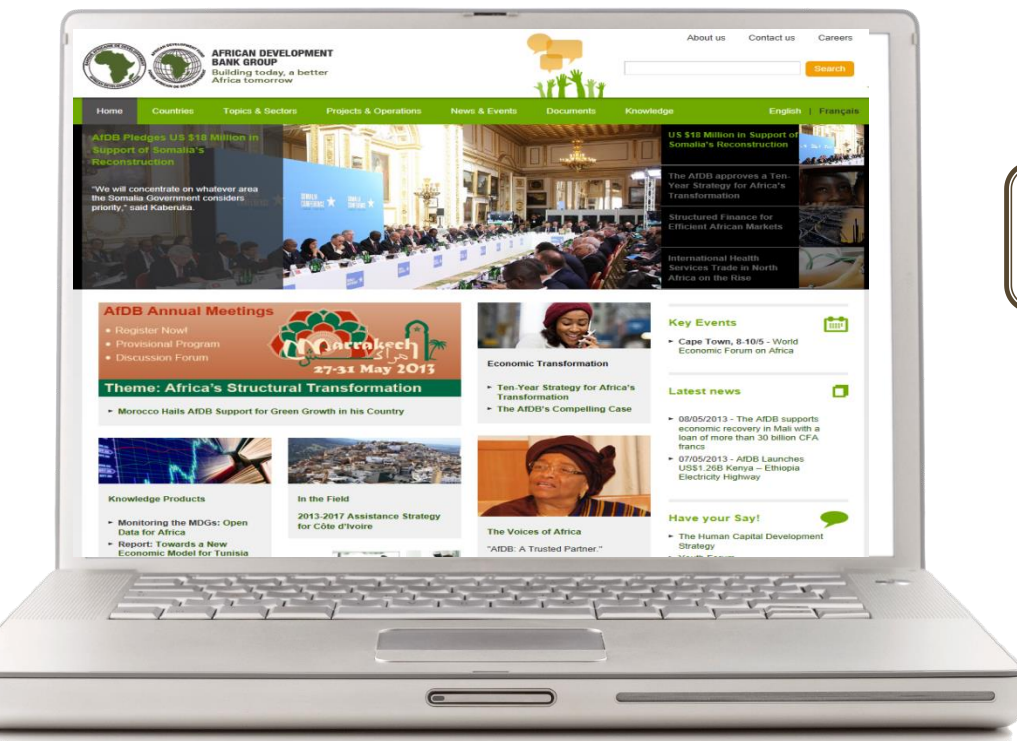 AFRICAN DEVELOPMENT
BANK GROUP
Building today, a better
Africa tomorrow
About us Contact us Careers
Search
Home Countries Topics & Sectors Projects & Operations News & Events Documents Knowledge English | Français
AfDB Pledges US $18 Million in
Support of Somalia's
Reconstruction
"We will concentrate on whatever area
the Somalia Government considers
priority," said Kaberuka.
US $18 Million in Support of
Somalia's Reconstruction
The AfDB approves a Ten-
Year Strategy for Africa's
Transformation
Structured Finance for
Efficient African Markets
International Health
Services Trade in North
Africa on the Rise
AfDB Annual Meetings
• Register Now!
• Provisional Program
• Discussion Forum
Marrakech
27-31 May 2013
Theme: Africa's Structural Transformation
► Morocco Hails AfDB Support for Green Growth in his Country
Economic Transformation
► Ten-Year Strategy for Africa's
Transformation
► The AfDB's Compelling Case
Key Events
► Cape Town, 8-10/5 - World
Economic Forum on Africa
Latest news
► 08/05/2013 - The AfDB supports
economic recovery in Mali with a
loan of more than 30 billion CFA
francs
► 07/05/2013 - AfDB Launches
US$1.26B Kenya – Ethiopia
Electricity Highway
Knowledge Products
► Monitoring the MDGs: Open
Data for Africa
► Report: Towards a New
Economic Model for Tunisia
In the Field
2013-2017 Assistance Strategy
for Côte d'Ivoire
The Voices of Africa
"AfDB: A Trusted Partner."
Have your Say!
► The Human Capital Development
Strategy